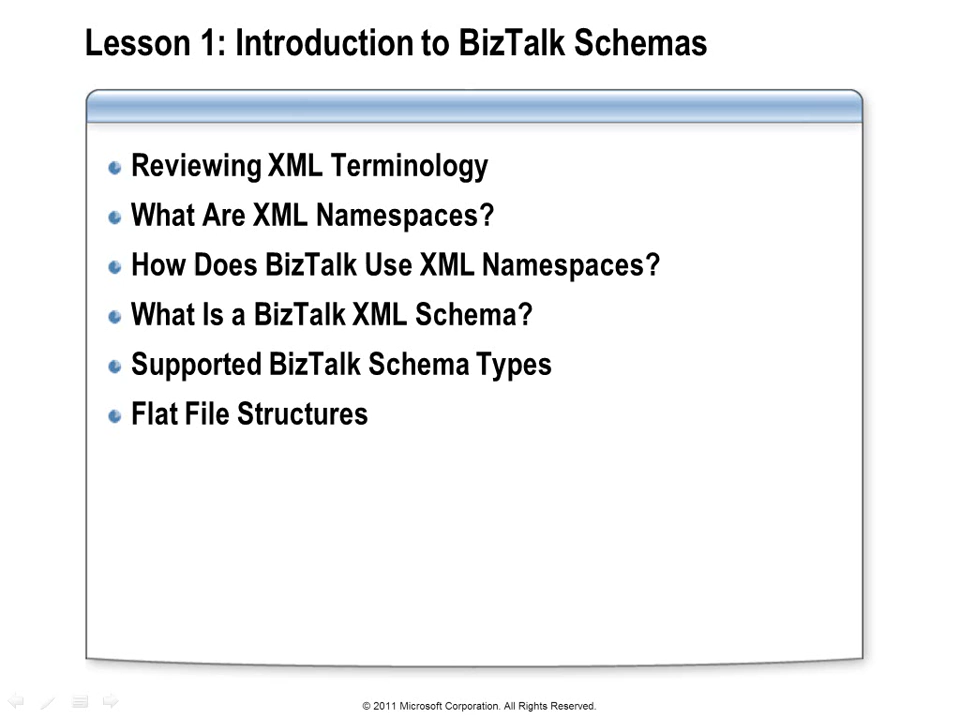 Lesson 1: Introduction to BizTalk Schemas
Reviewing XML Terminology
What Are XML Namespaces?
How Does BizTalk Use XML Namespaces?
What Is a BizTalk XML Schema?
Supported BizTalk Schema Types
Flat File Structures
© 2011 Microsoft Corporation. All Rights Reserved.